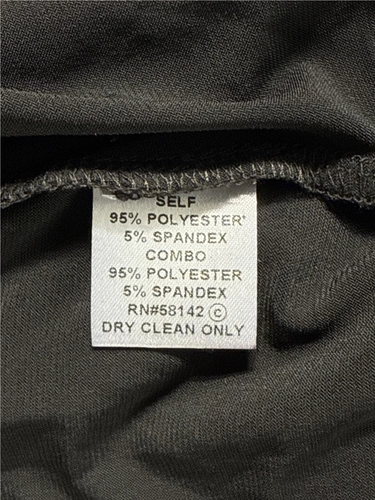 SELF
95% POLYESTER
5% SPANDEX
COMBO
95% POLYESTER
5% SPANDEX
RN#58142 ©
DRY CLEAN ONLY